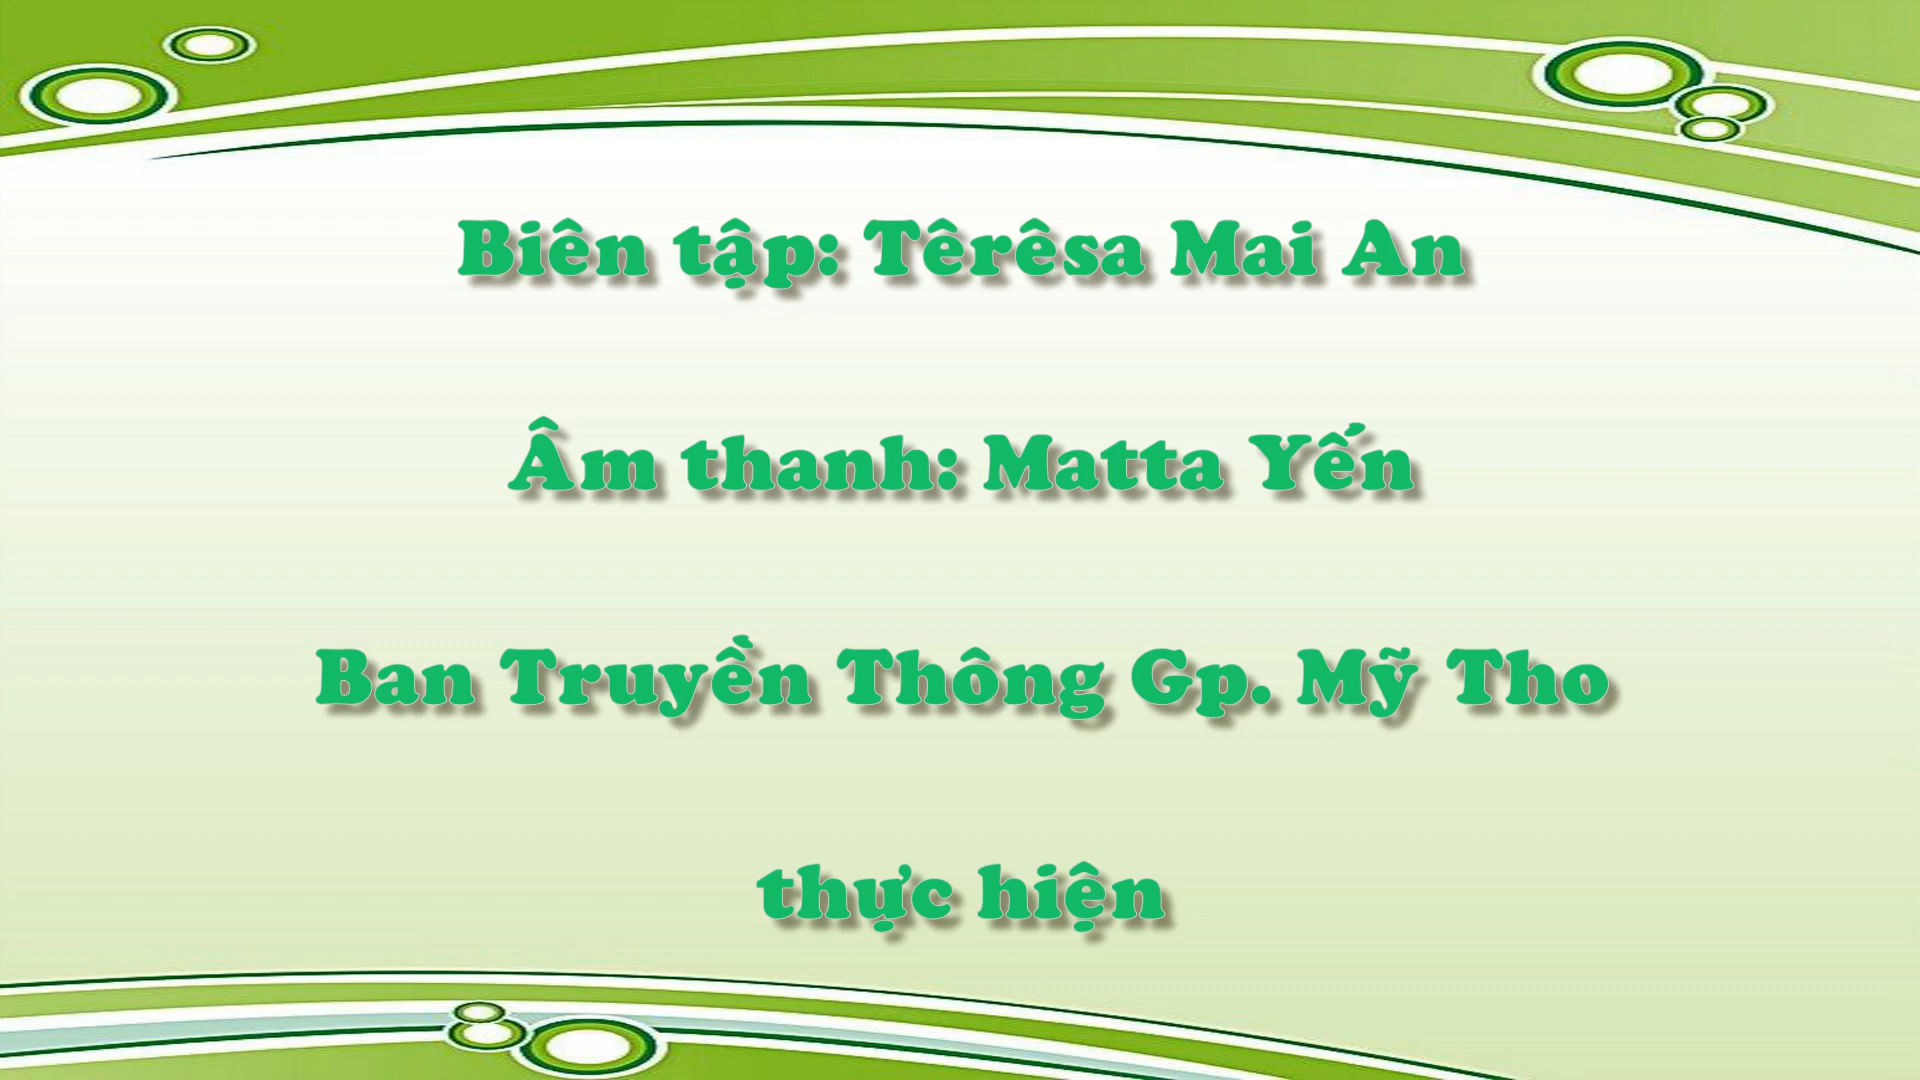 Biên tập: Têrêsa Mai An
Âm thanh: Matta Yến
Ban Truyền Thông Gp. Mỹ Tho
thực hiện